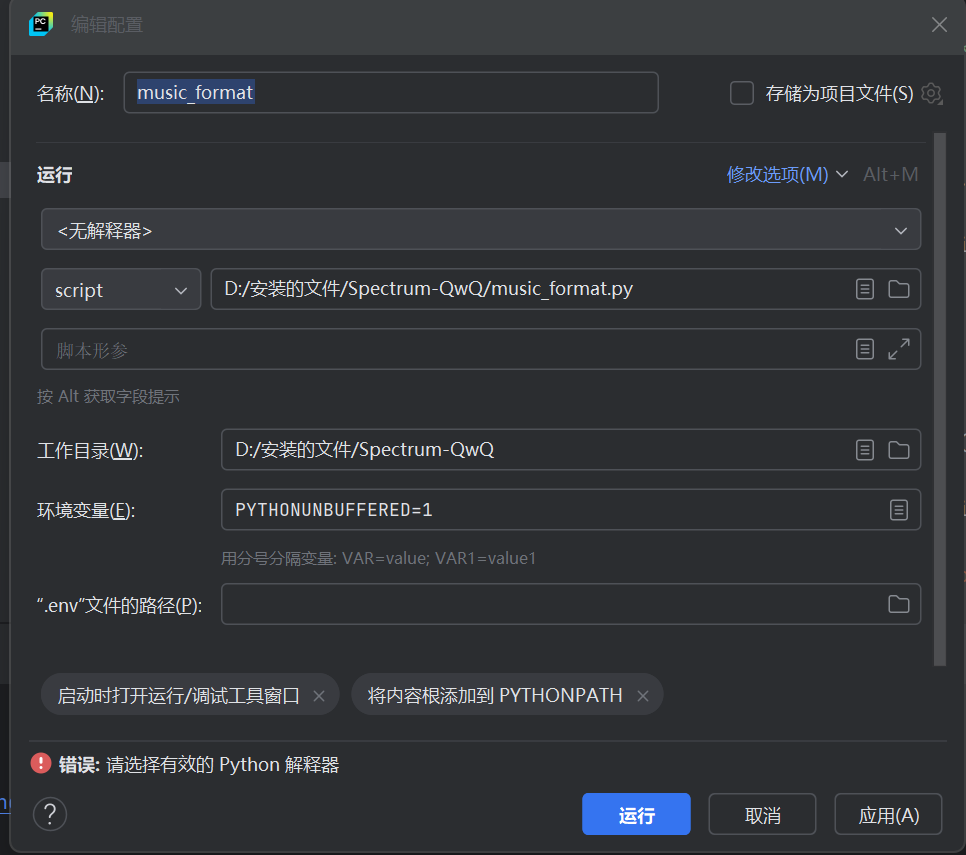 PC
编辑配置
名称(N):
music_format
存储为项目文件(S)
运行
修改选项(M)
Alt+M
<无解释器>
script
D:/安装的文件/Spectrum-QwQ/music_format.py
脚本形参
按 Alt 获取字段提示
工作目录(W):
D:/安装的文件/Spectrum-QwQ
环境变量(E):
PYTHONUNBUFFERED=1
用分号分隔变量: VAR=value; VAR1=value1
“.env”文件的路径(P):
启动时打开运行/调试工具窗口
将内容根添加到 PYTHONPATH
错误: 请选择有效的 Python 解释器
?
运行
取消
应用(A)